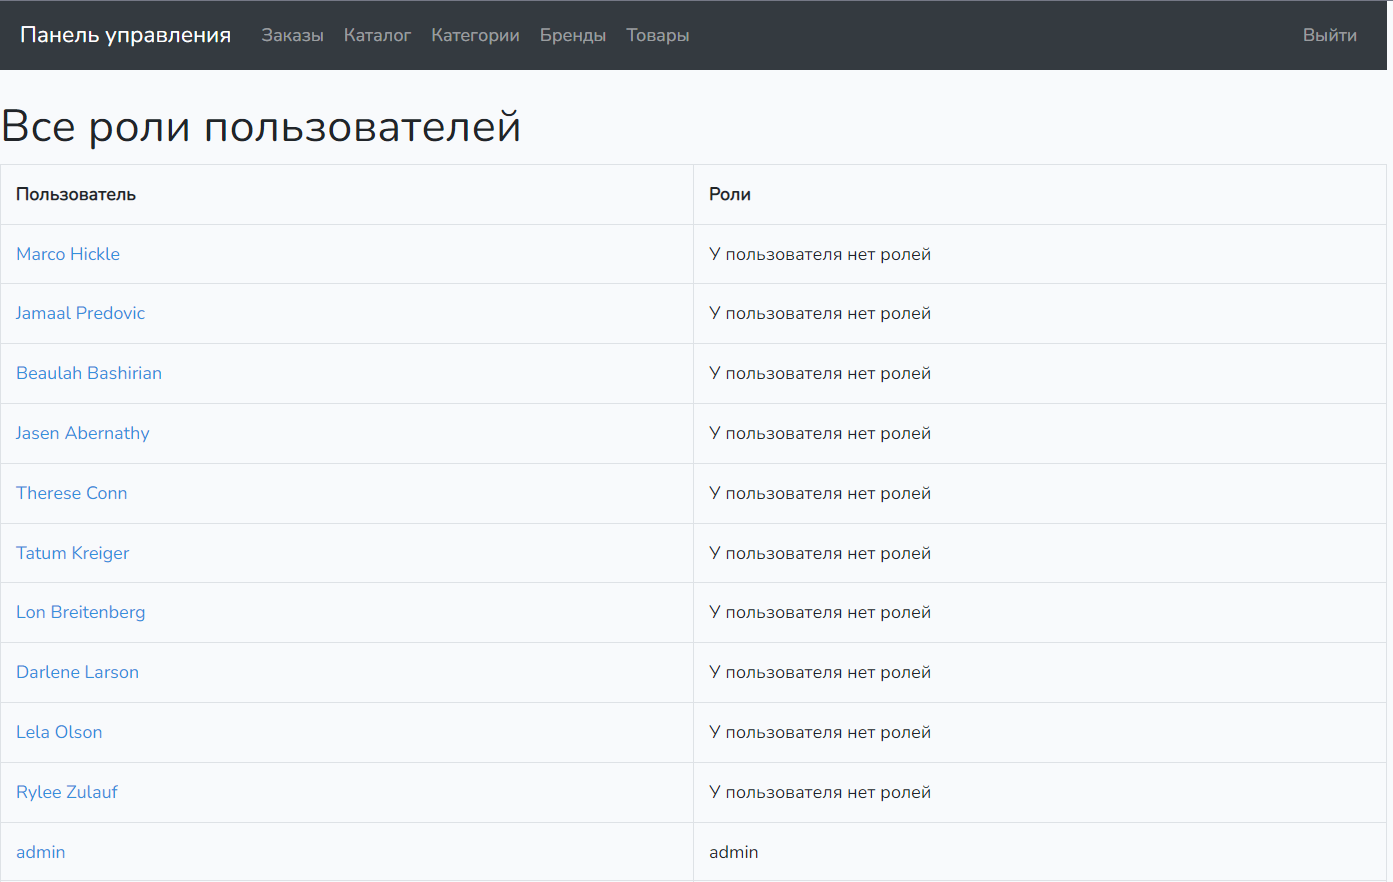 Панель управления Заказы Каталог Категории Бренды Товары Выйти
Все роли пользователей
Пользователь Роли
Marco Hickle У пользователя нет ролей
Jamaal Predovic У пользователя нет ролей
Beaulah Bashirian У пользователя нет ролей
Jasen Abernathy У пользователя нет ролей
Therese Conn У пользователя нет ролей
Tatum Kreiger У пользователя нет ролей
Lon Breitenberg У пользователя нет ролей
Darlene Larson У пользователя нет ролей
Lela Olson У пользователя нет ролей
Rylee Zulauf У пользователя нет ролей
admin admin